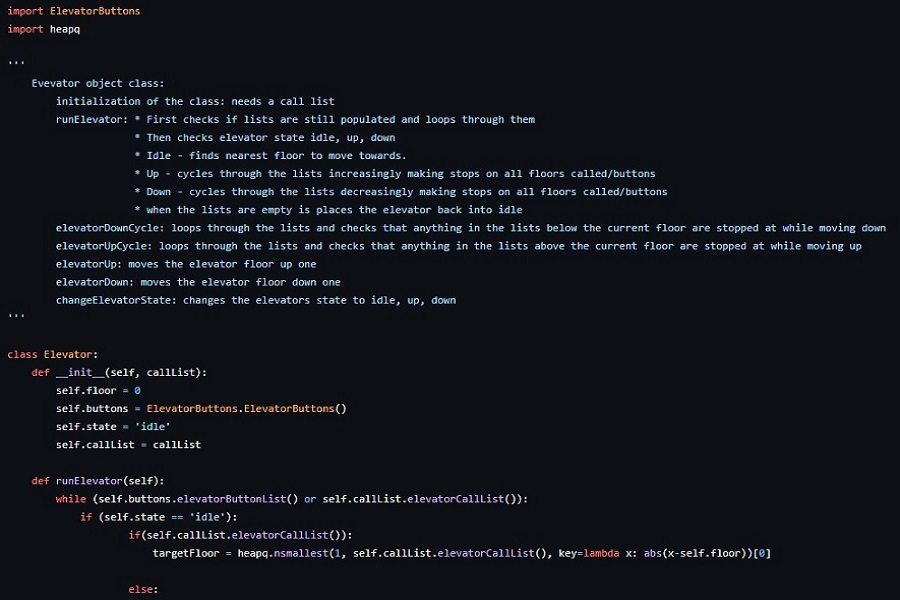 import ElevatorButtons
import heapq
'''
Evevator object class:
initialization of the class: needs a call list
runElevator: * First checks if lists are still populated and loops through them
* Then checks elevator state idle, up, down
* Idle - finds nearest floor to move towards.
* Up - cycles through the lists increasingly making stops on all floors called/buttons
* Down - cycles through the lists decreasingly making stops on all floors called/buttons
* when the lists are empty is places the elevator back into idle
elevatorDownCycle: loops through the lists and checks that anything in the lists below the current floor are stopped at while moving down
elevatorUpCycle: loops through the lists and checks that anything in the lists above the current floor are stopped at while moving up
elevatorUp: moves the elevator floor up one
elevatorDown: moves the elevator floor down one
changeElevatorState: changes the elevators state to idle, up, down
'''
class Elevator:
def __init__(self, callList):
self.floor = 0
self.buttons = ElevatorButtons.ElevatorButtons()
self.state = 'idle'
self.callList = callList
def runElevator(self):
while (self.buttons.elevatorButtonList() or self.callList.elevatorCallList()):
if (self.state == 'idle'):
if(self.callList.elevatorCallList()):
targetFloor = heapq.nsmallest(1, self.callList.elevatorCallList(), key=lambda x: abs(x-self.floor))[0]
else: